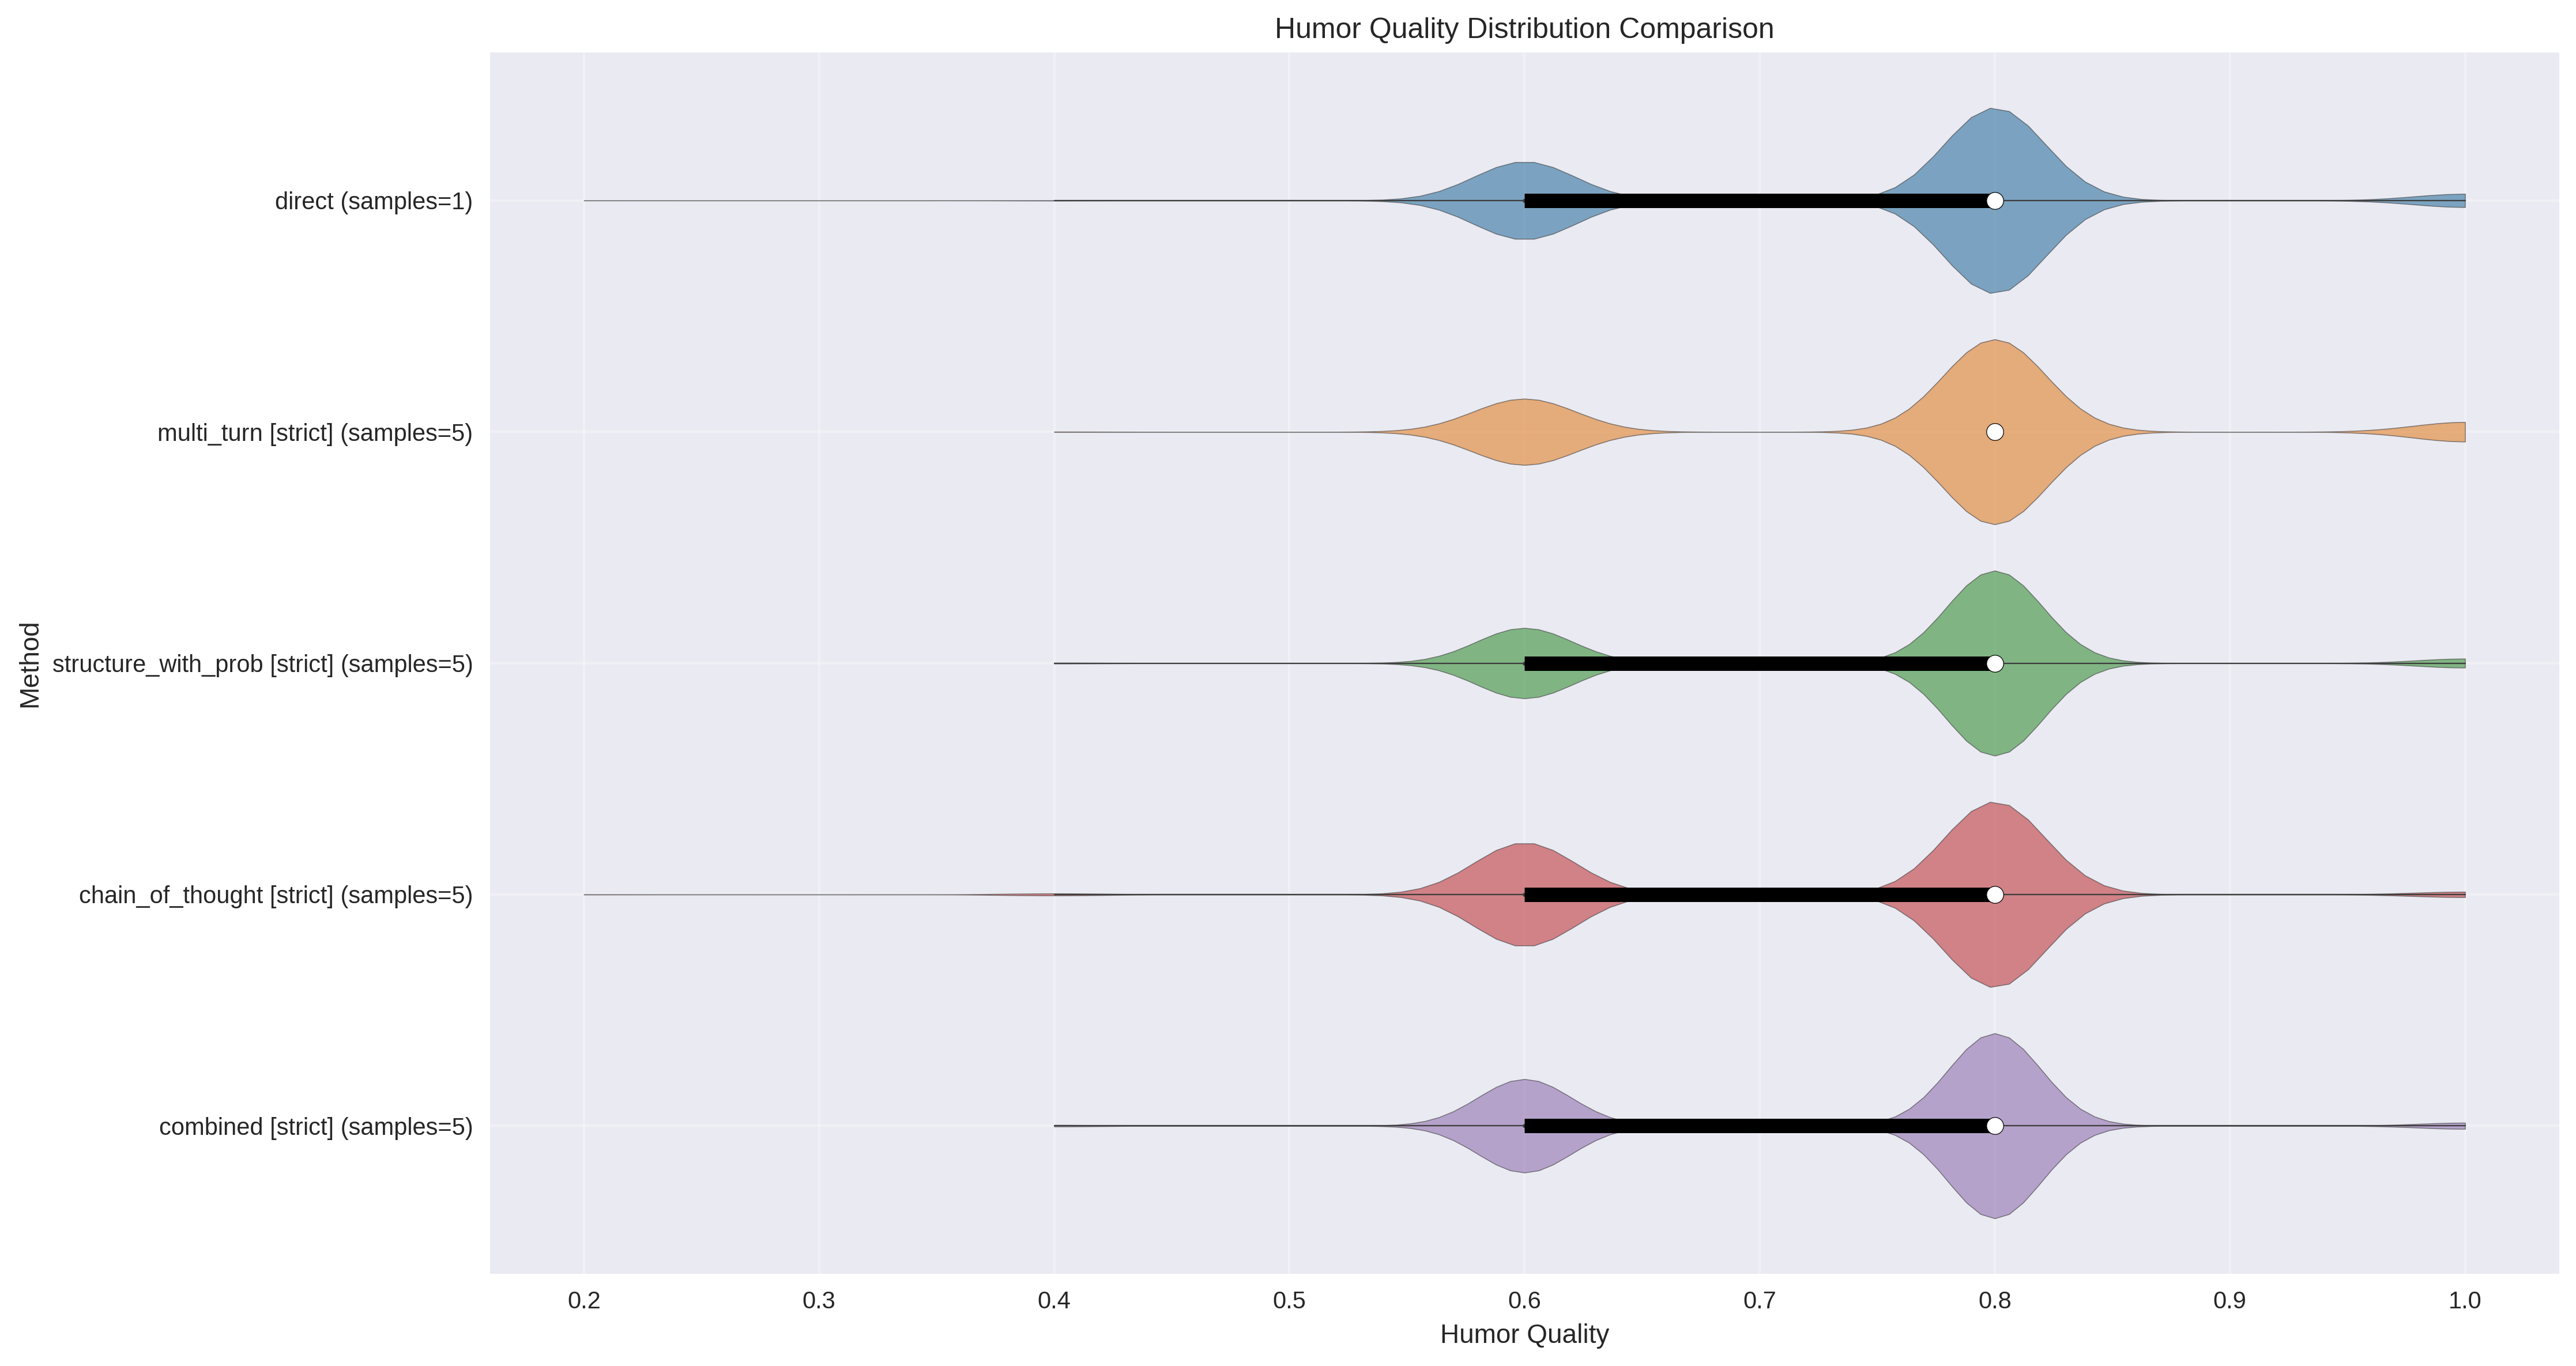 Humor Quality Distribution Comparison
direct (samples=1)
multi_turn [strict] (samples=5)
structure_with_prob [strict] (samples=5)
chain_of_thought [strict] (samples=5)
combined [strict] (samples=5)
Method
0.2 0.3 0.4 0.5 0.6 0.7 0.8 0.9 1.0
Humor Quality